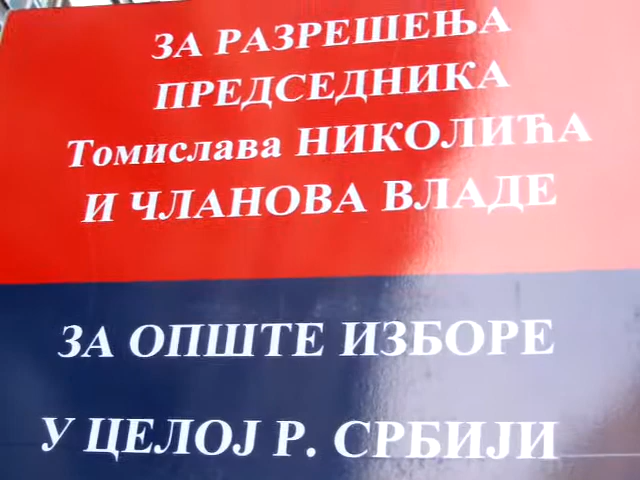 ЗА РАЗРЕШЕЊА
ПРЕДСЕДНИКА
Томислава НИКОЛИЋА
И ЧЛАНОВА ВЛАДЕ
ЗА ОПШТЕ ИЗБОРЕ
У ЦЕЛОЈ Р. СРБИЈИ